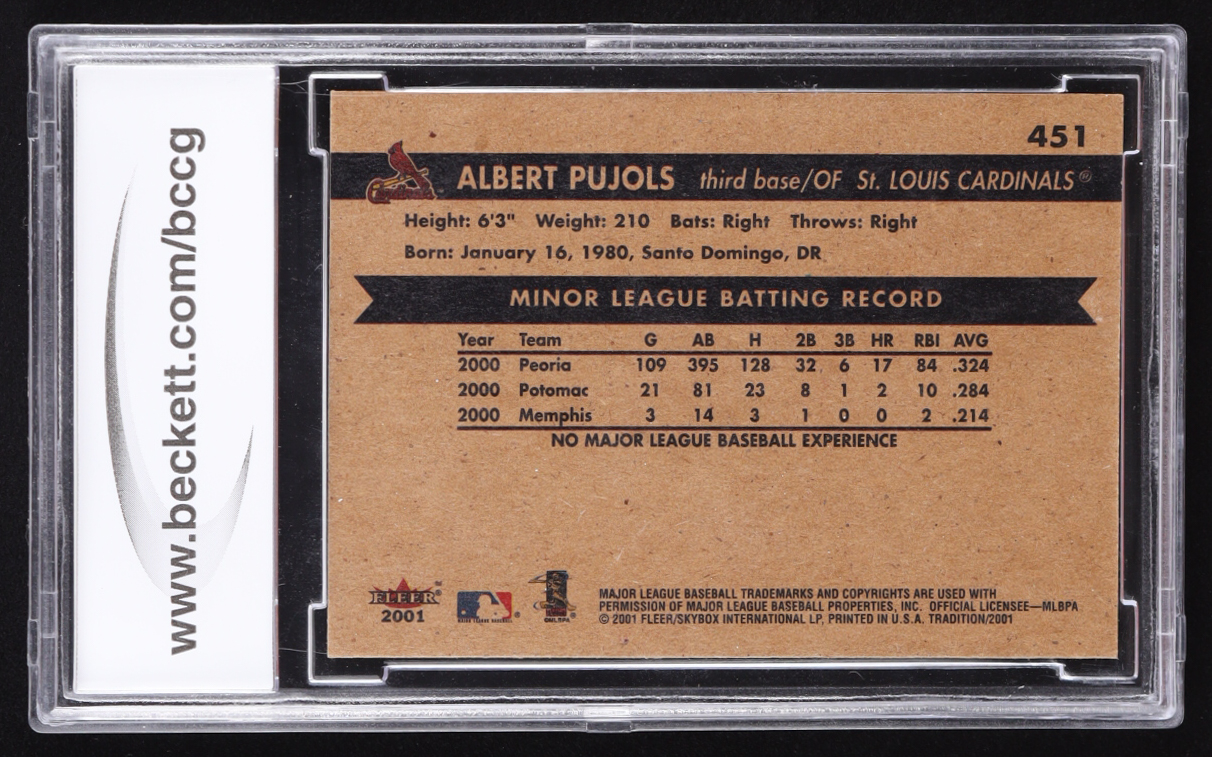 www.beckett.com/bccg
451
ALBERT PUJOLS third base/OF St. LOUIS CARDINALS®
Height: 6'3" Weight: 210 Bats: Right Throws: Right
Born: January 16, 1980, Santo Domingo, DR
MINOR LEAGUE BATTING RECORD
Year Team G AB H 2B 3B HR RBI AVG
2000 Peoria 109 395 128 32 6 17 84 .324
2000 Potomac 21 81 23 8 1 2 10 .284
2000 Memphis 3 14 3 1 0 0 2 .214
NO MAJOR LEAGUE BASEBALL EXPERIENCE
FLEER
2001
MAJOR LEAGUE BASEBALL
©MLBPA
MAJOR LEAGUE BASEBALL TRADEMARKS AND COPYRIGHTS ARE USED WITH
PERMISSION OF MAJOR LEAGUE BASEBALL PROPERTIES, INC. OFFICIAL LICENSEE—MLBPA
© 2001 FLEER/SKYBOX INTERNATIONAL LP, PRINTED IN U.S.A. TRADITION/2001